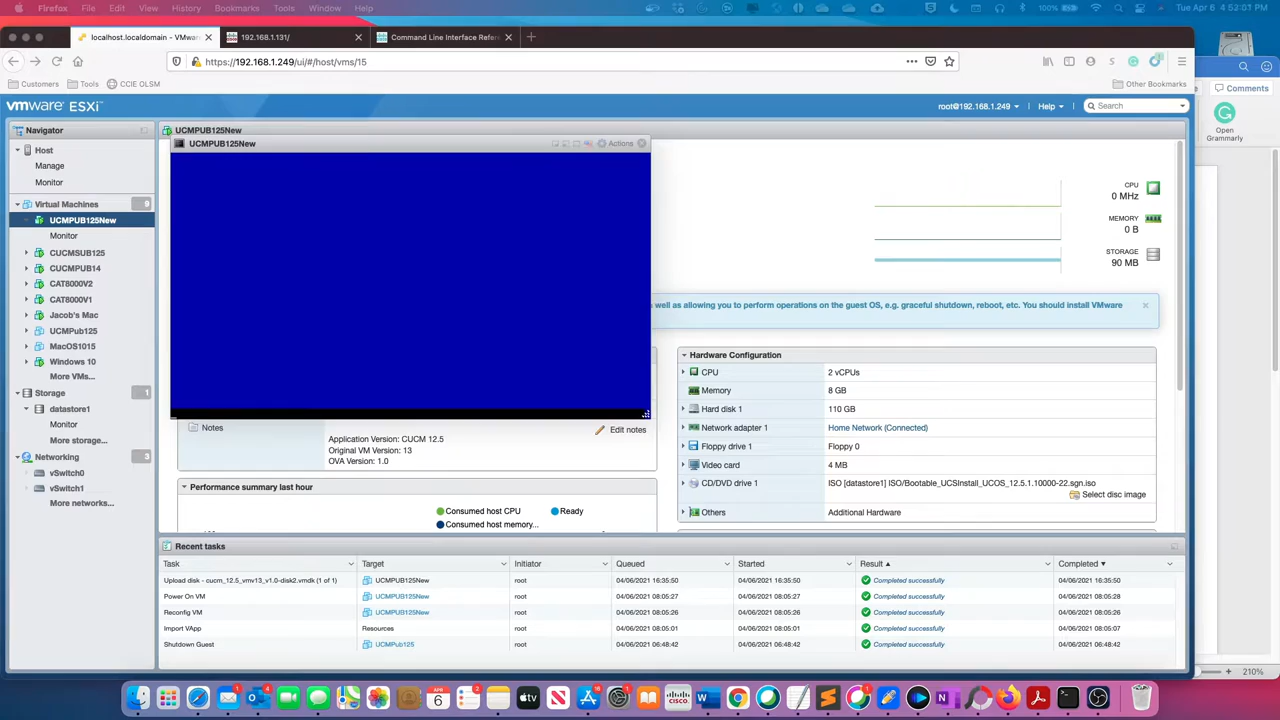 Firefox File Edit View History Bookmarks Tools Window Help 100% Tue Apr 6 4:52:01 PM
localhost.localdomain - VMwa 192.168.1.131/ Command Line Interface Refer
https://192.168.1.249/ui/#/host/vms/15
Customers Tools CCIE OLSM Other Bookmarks
Comments
vmware ESXi root@192.168.1.249 Help Search
Open
Grammarly
Navigator
Host
Manage
Monitor
Virtual Machines 9
UCMPUB125New
Monitor
CUCMSUB125
CUCMPUB14
CAT8000V2
CAT8000V1
Jacob's Mac
UCMPub125
MacOS1015
Windows 10
More VMs...
Storage 1
datastore1
Monitor
More storage...
Networking 3
vSwitch0
vSwitch1
More networks...
UCMPUB125New
UCMPUB125New Actions
CPU
0 MHz
MEMORY
0 B
STORAGE
90 MB
well as allowing you to perform operations on the guest OS, e.g. graceful shutdown, reboot, etc. You should install VMware
Hardware Configuration
CPU 2 vCPUs
Memory 8 GB
Hard disk 1 110 GB
Network adapter 1 Home Network (Connected)
Floppy drive 1 Floppy 0
Video card 4 MB
CD/DVD drive 1 ISO [datastore1] ISO/Bootable_UCSInstall_UCOS_12.5.1.10000-22.sgn.iso
Select disc image
Others Additional Hardware
Notes Edit notes
Application Version: CUCM 12.5
Original VM Version: 13
OVA Version: 1.0
Performance summary last hour
Consumed host CPU Ready
Consumed host memory...
Recent tasks
Task Target Initiator Queued Started Result Completed
Upload disk - cucm_12.5_vmv13_v1.0-disk2.vmdk (1 of 1) UCMPUB125New root 04/06/2021 16:35:50 04/06/2021 16:35:50 Completed successfully 04/06/2021 16:35:50
Power On VM UCMPUB125New root 04/06/2021 08:05:27 04/06/2021 08:05:27 Completed successfully 04/06/2021 08:05:28
Reconfig VM UCMPUB125New root 04/06/2021 08:05:26 04/06/2021 08:05:26 Completed successfully 04/06/2021 08:05:26
Import VApp Resources root 04/06/2021 08:05:01 04/06/2021 08:05:01 Completed successfully 04/06/2021 08:05:07
Shutdown Guest UCMPub125 root 04/06/2021 06:48:42 04/06/2021 06:48:42 Completed successfully 04/06/2021 06:48:42
210%